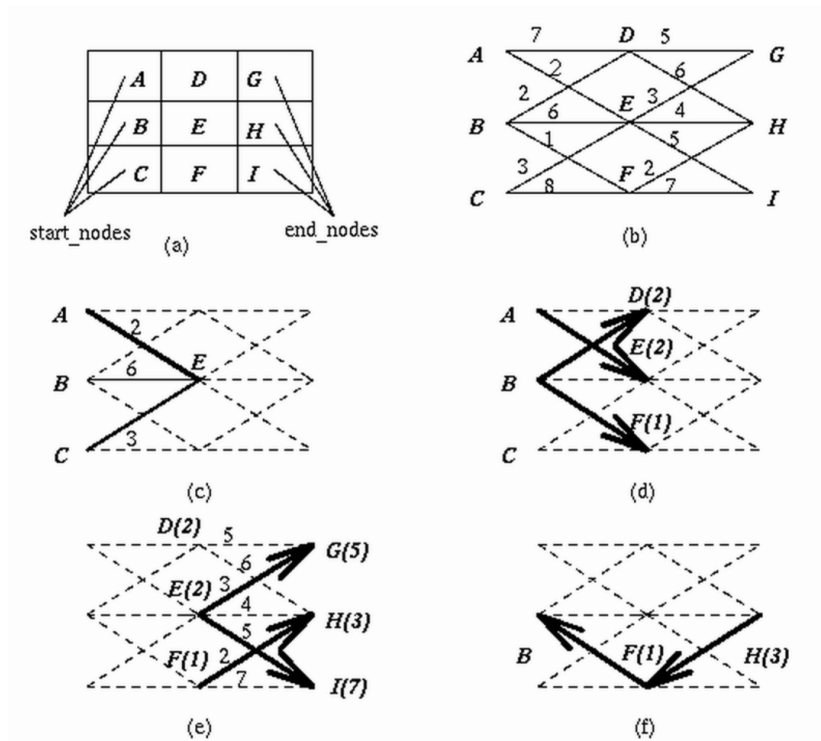 A D G
B E H
C F I
start_nodes end_nodes
(a)
7 D 5
A G
2 6
2 E 3
B 6 4 H
1 5
3 F 2
C 8 7 I
(b)
A
2
E
B 6
C 3
(c)
D(2)
A
E(2)
B
F(1)
C
(d)
D(2) 5
G(5)
6
E(2) 3
4
H(3)
5
F(1) 2
7
I(7)
(e)
B F(1) H(3)
(f)